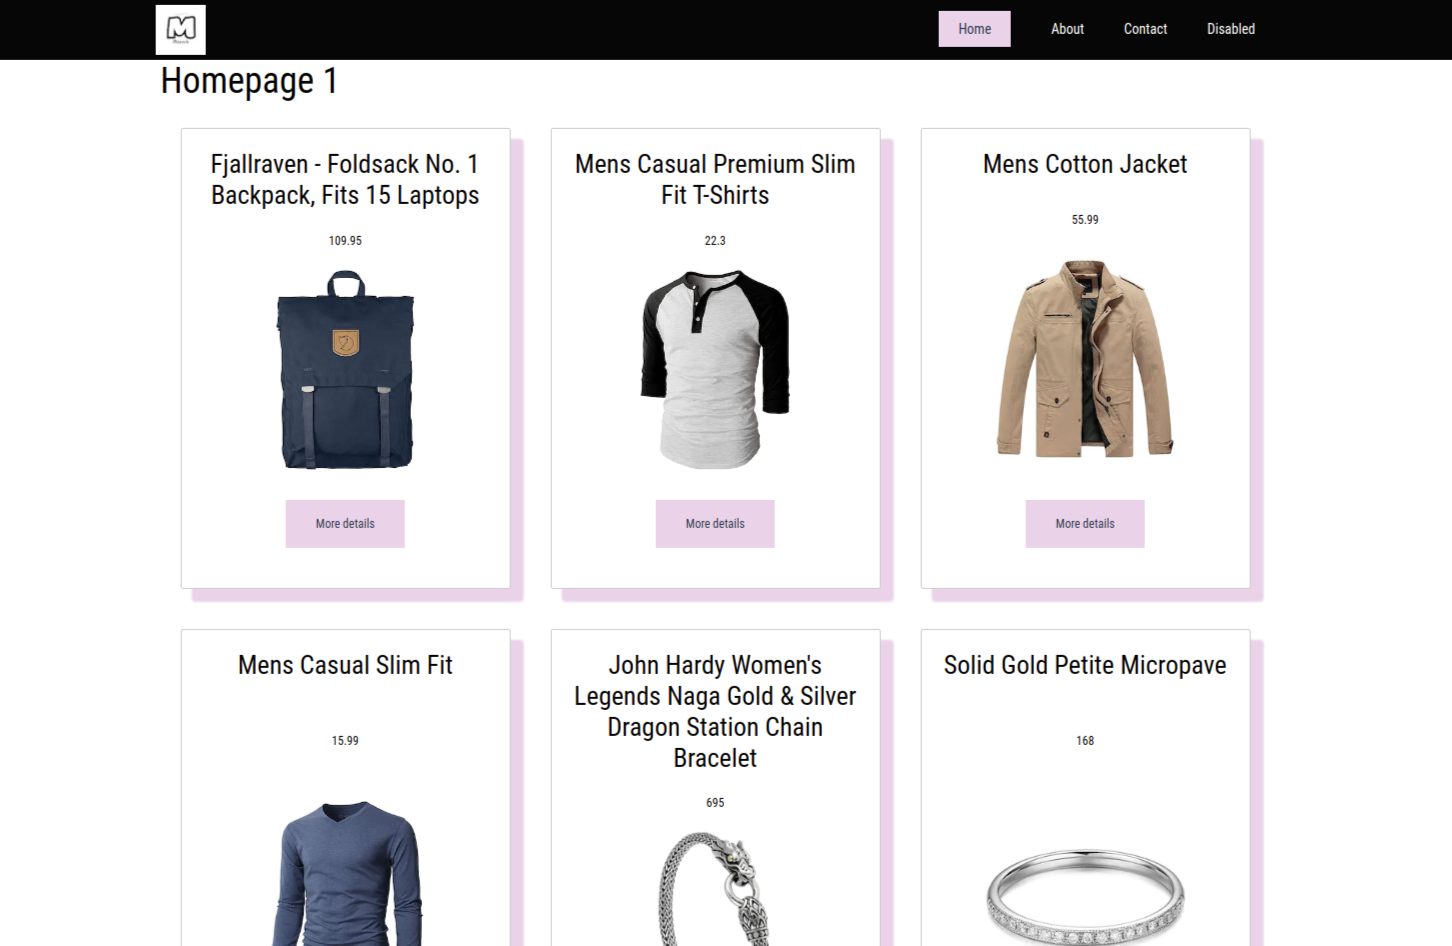 M
Home
About
Contact
Disabled
Homepage 1
Fjallraven - Foldsack No. 1
Backpack, Fits 15 Laptops
109.95
More details
Mens Casual Premium Slim
Fit T-Shirts
22.3
More details
Mens Cotton Jacket
55.99
More details
Mens Casual Slim Fit
15.99
John Hardy Women's
Legends Naga Gold & Silver
Dragon Station Chain
Bracelet
695
Solid Gold Petite Micropave
168